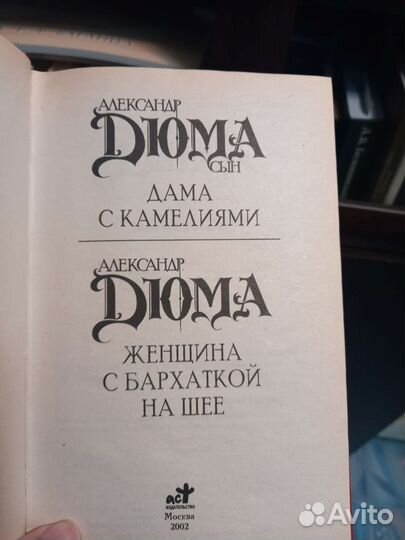 АЛЕКСАНДР
ДЮМА
СЫН
ДАМА
С КАМЕЛИЯМИ
АЛЕКСАНДР
ДЮМА
ЖЕНЩИНА
С БАРХАТКОЙ
НА ШЕЕ
аст
ИЗДАТЕЛЬСТВО
Москва
2002
Avito